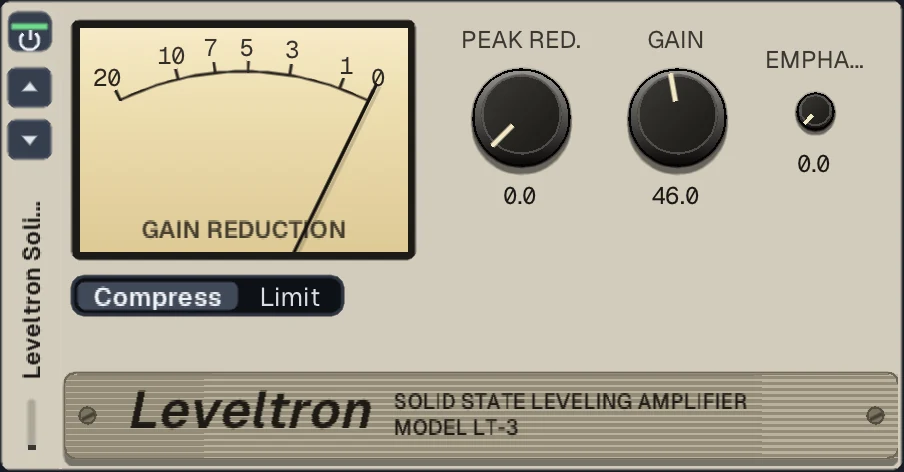 20 10 7 5 3 1 0
GAIN REDUCTION
PEAK RED.
0.0
GAIN
46.0
EMPHA...
0.0
Compress
Limit
Leveltron Soli...
Leveltron
SOLID STATE LEVELING AMPLIFIER
MODEL LT-3